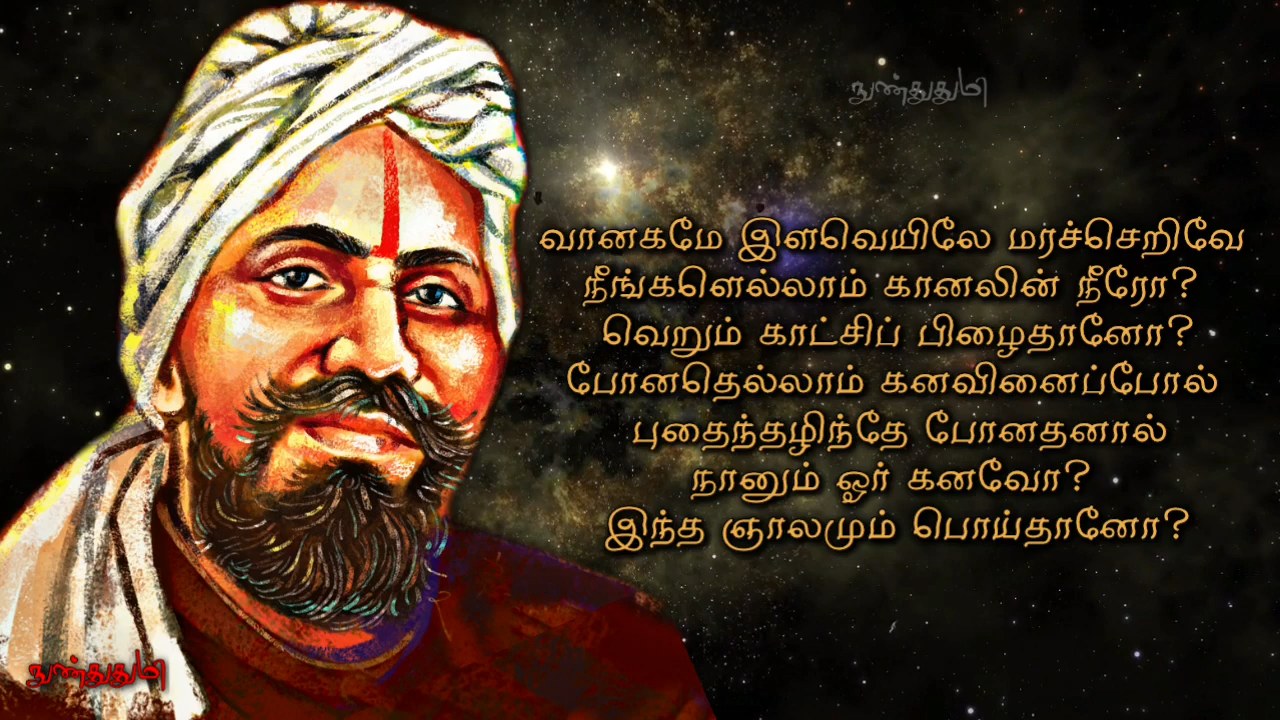 நுண்துதுமி
வானகமே இளவெயிலே மரச்செறிவே
நீங்களெல்லாம் கானலின் நீரோ?
வெறும் காட்சிப் பிழைதானோ?
போனதெல்லாம் கனவினைப்போல்
புதைந்தழிந்தே போனதனால்
நானும் ஓர் கனவோ?
இந்த ஞாலமும் பொய்தானோ?
நுண்துதுமி